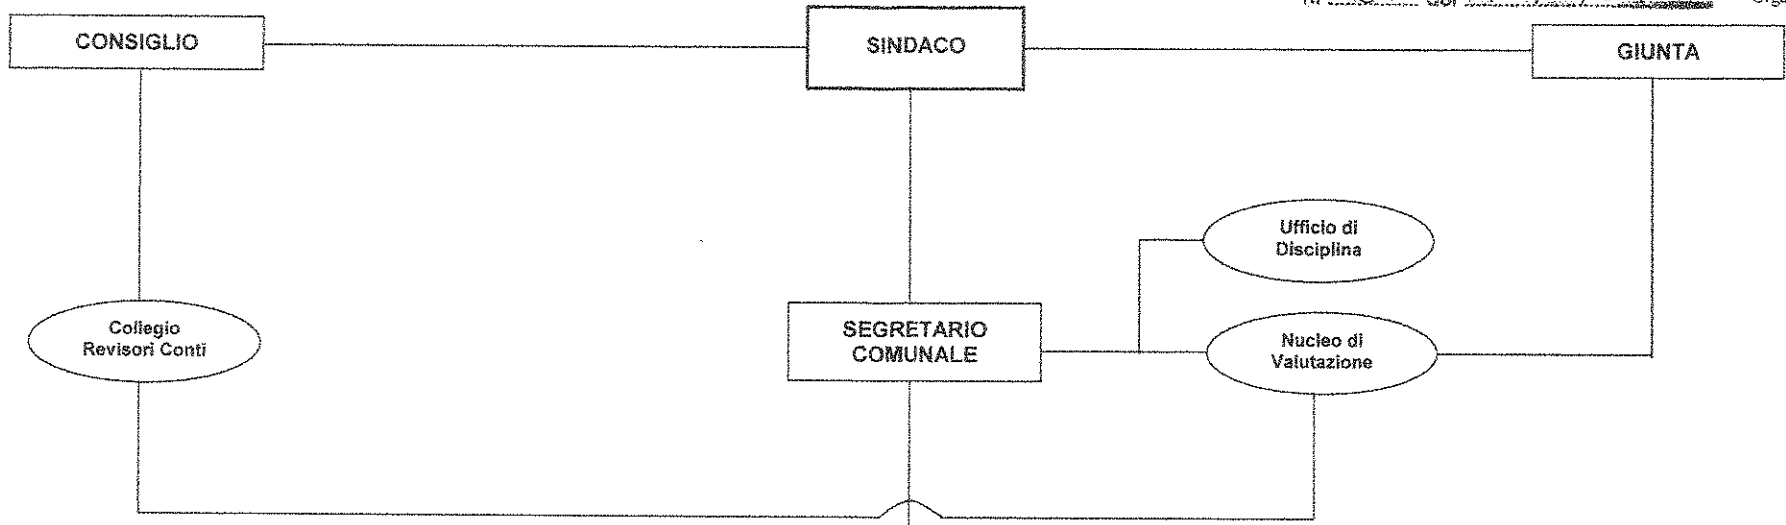 CONSIGLIO
SINDACO
GIUNTA
Ufficio di
Disciplina
Collegio
Revisori Conti
SEGRETARIO
COMUNALE
Nucleo di
Valutazione